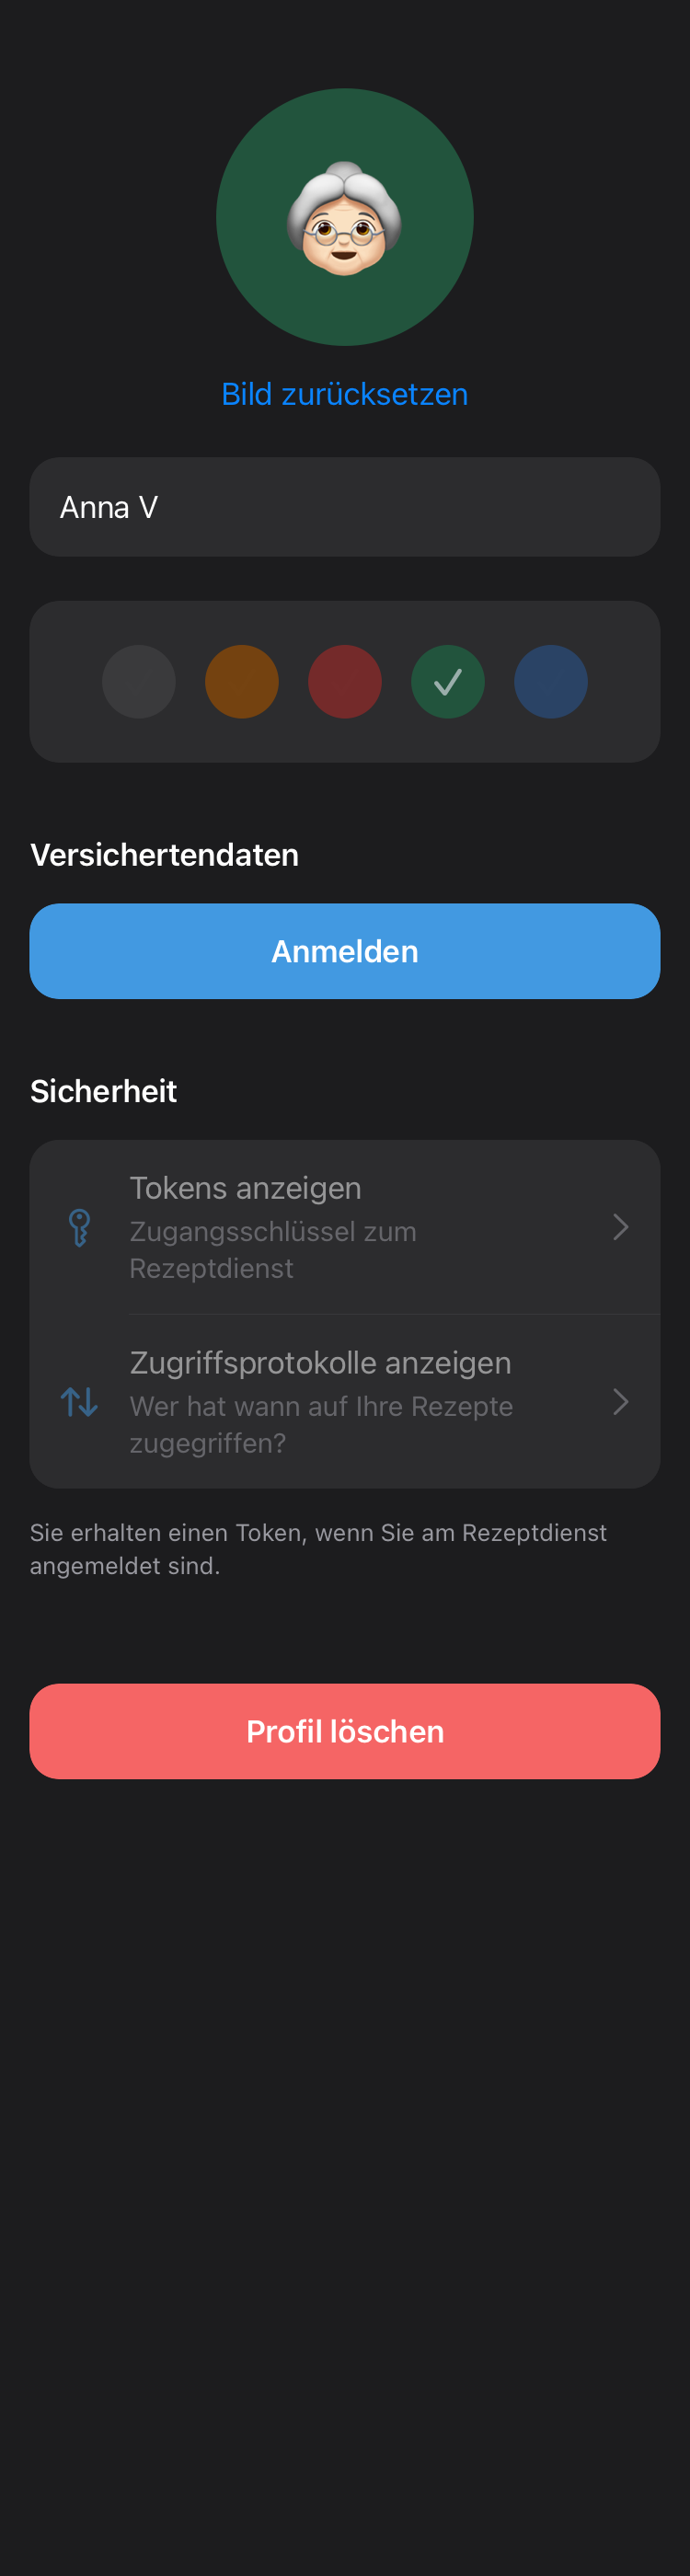 Bild zurücksetzen
Anna V
Versichertendaten
Anmelden
Sicherheit
Tokens anzeigen
Zugangsschlüssel zum
Rezeptdienst
Zugriffsprotokolle anzeigen
Wer hat wann auf Ihre Rezepte
zugegriffen?
Sie erhalten einen Token, wenn Sie am Rezeptdienst
angemeldet sind.
Profil löschen